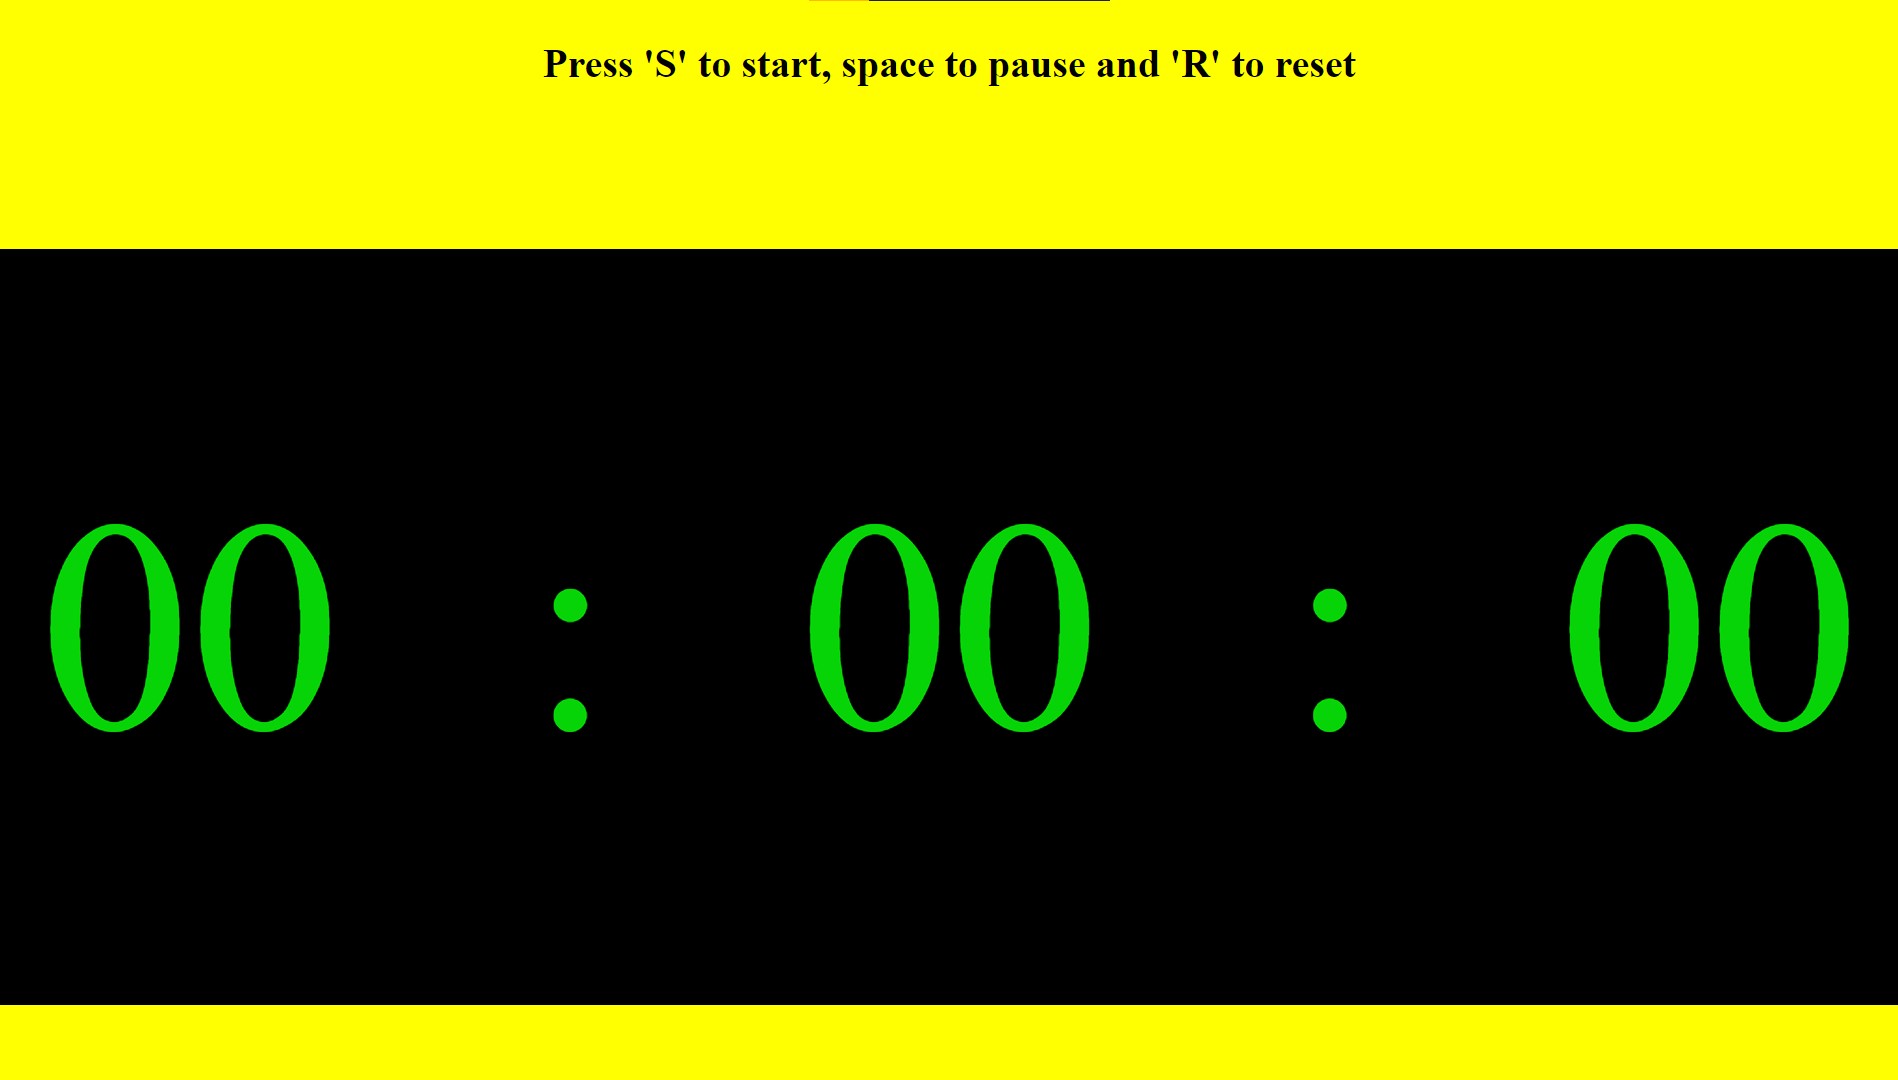 Press 'S' to start, space to pause and 'R' to reset
00 : 00 : 00